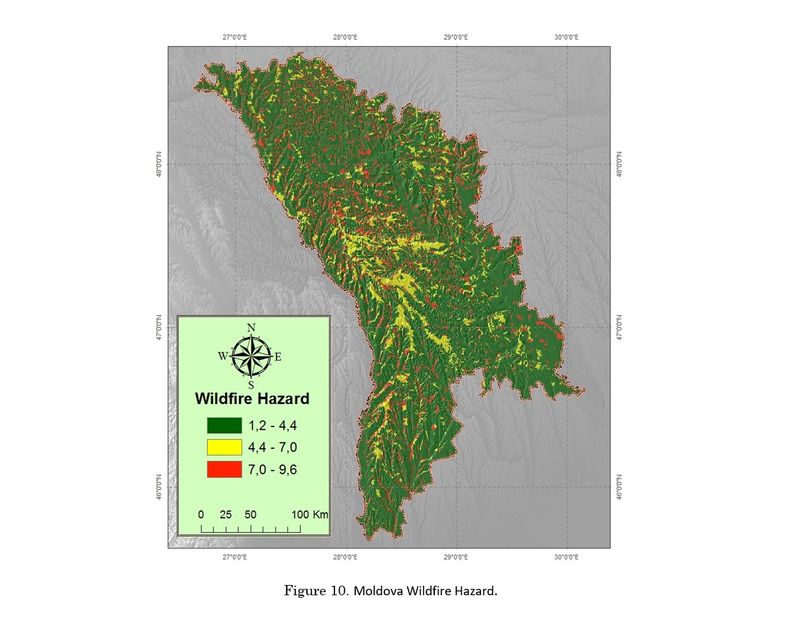 27°0'0"E 28°0'0"E 29°0'0"E 30°0'0"E
48°0'0"N 48°0'0"N
47°0'0"N 47°0'0"N
N
W E
S
Wildfire Hazard
1,2 - 4,4
4,4 - 7,0
7,0 - 9,6
46°0'0"N 46°0'0"N
0 25 50 100 Km
27°0'0"E 28°0'0"E 29°0'0"E 30°0'0"E
Figure 10. Moldova Wildfire Hazard.